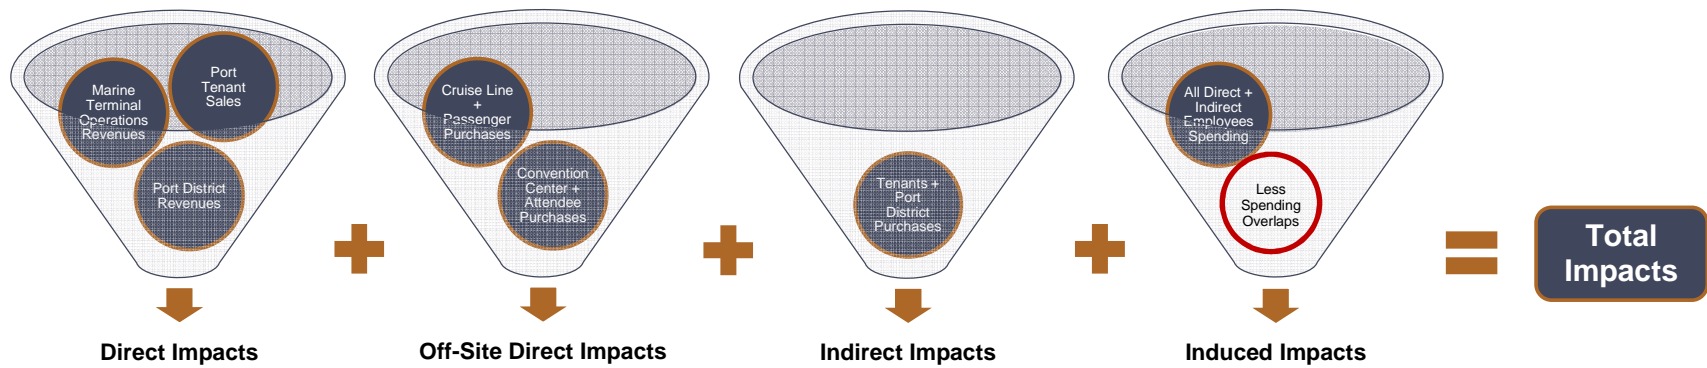 Marine
Terminal
Operations
Revenues
Port
Tenant
Sales
Port District
Revenues
Direct Impacts
Cruise Line
+
Passenger
Purchases
Convention
Center +
Attendee
Purchases
Off-Site Direct Impacts
Tenants +
Port
District
Purchases
Indirect Impacts
All Direct +
Indirect
Employees
Spending
Less
Spending
Overlaps
Induced Impacts
Total
Impacts